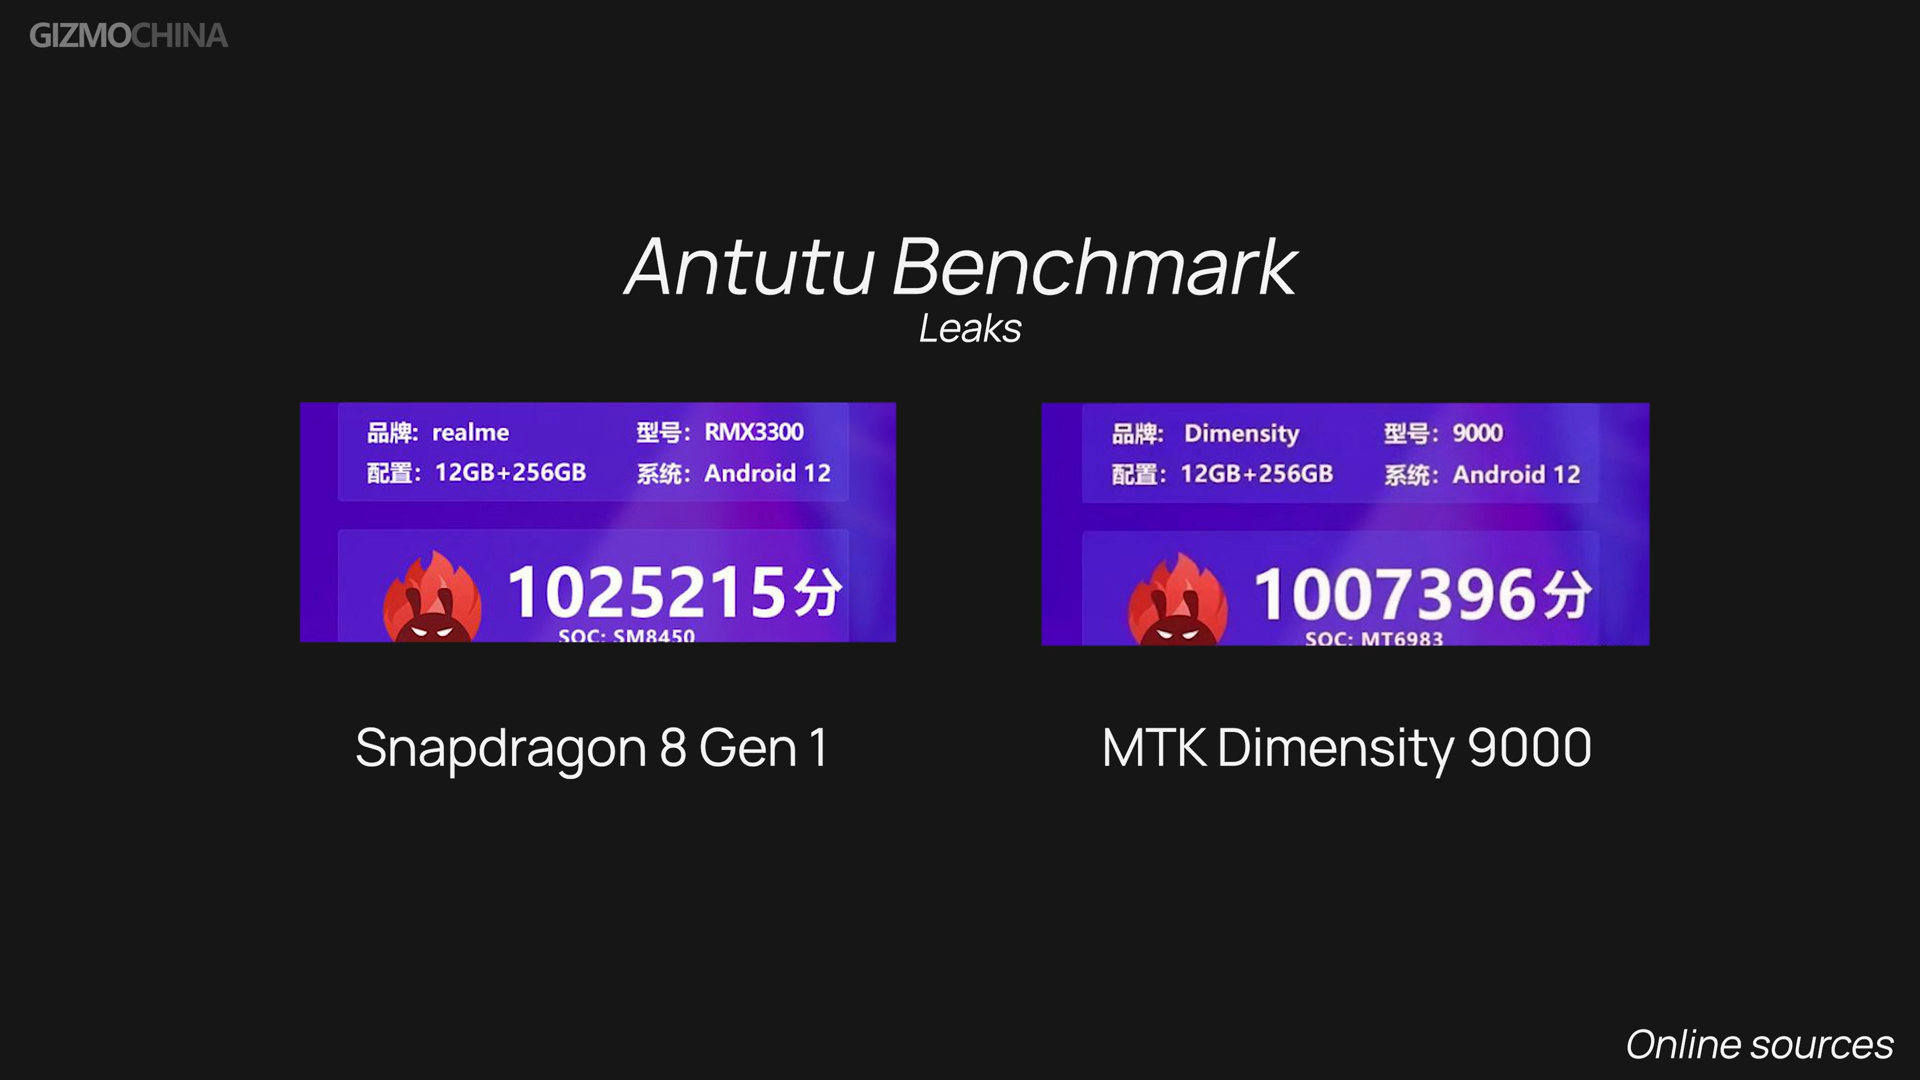 GIZMOCHINA
Antutu Benchmark
Leaks
品牌: realme 型号: RMX3300
配置: 12GB+256GB 系统: Android 12
1025215分
SOC: SM8450
品牌: Dimensity 型号: 9000
配置: 12GB+256GB 系统: Android 12
1007396分
SOC: MT6983
Snapdragon 8 Gen 1
MTK Dimensity 9000
Online sources